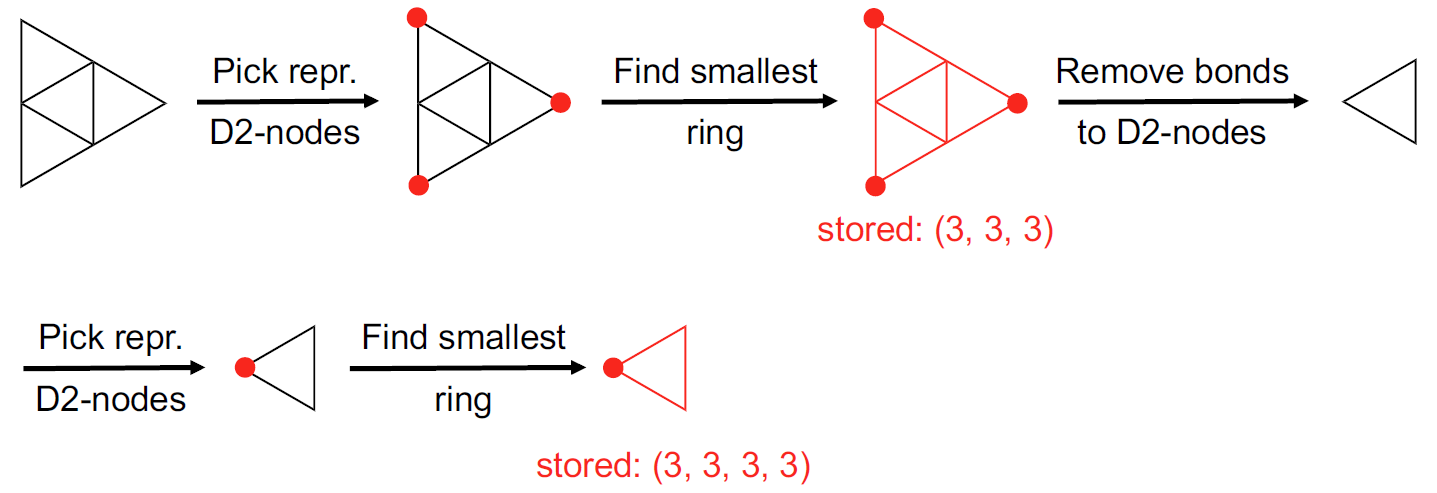 Pick repr.
D2-nodes
Find smallest
ring
Remove bonds
to D2-nodes
stored: (3, 3, 3)
Pick repr.
D2-nodes
Find smallest
ring
stored: (3, 3, 3, 3)